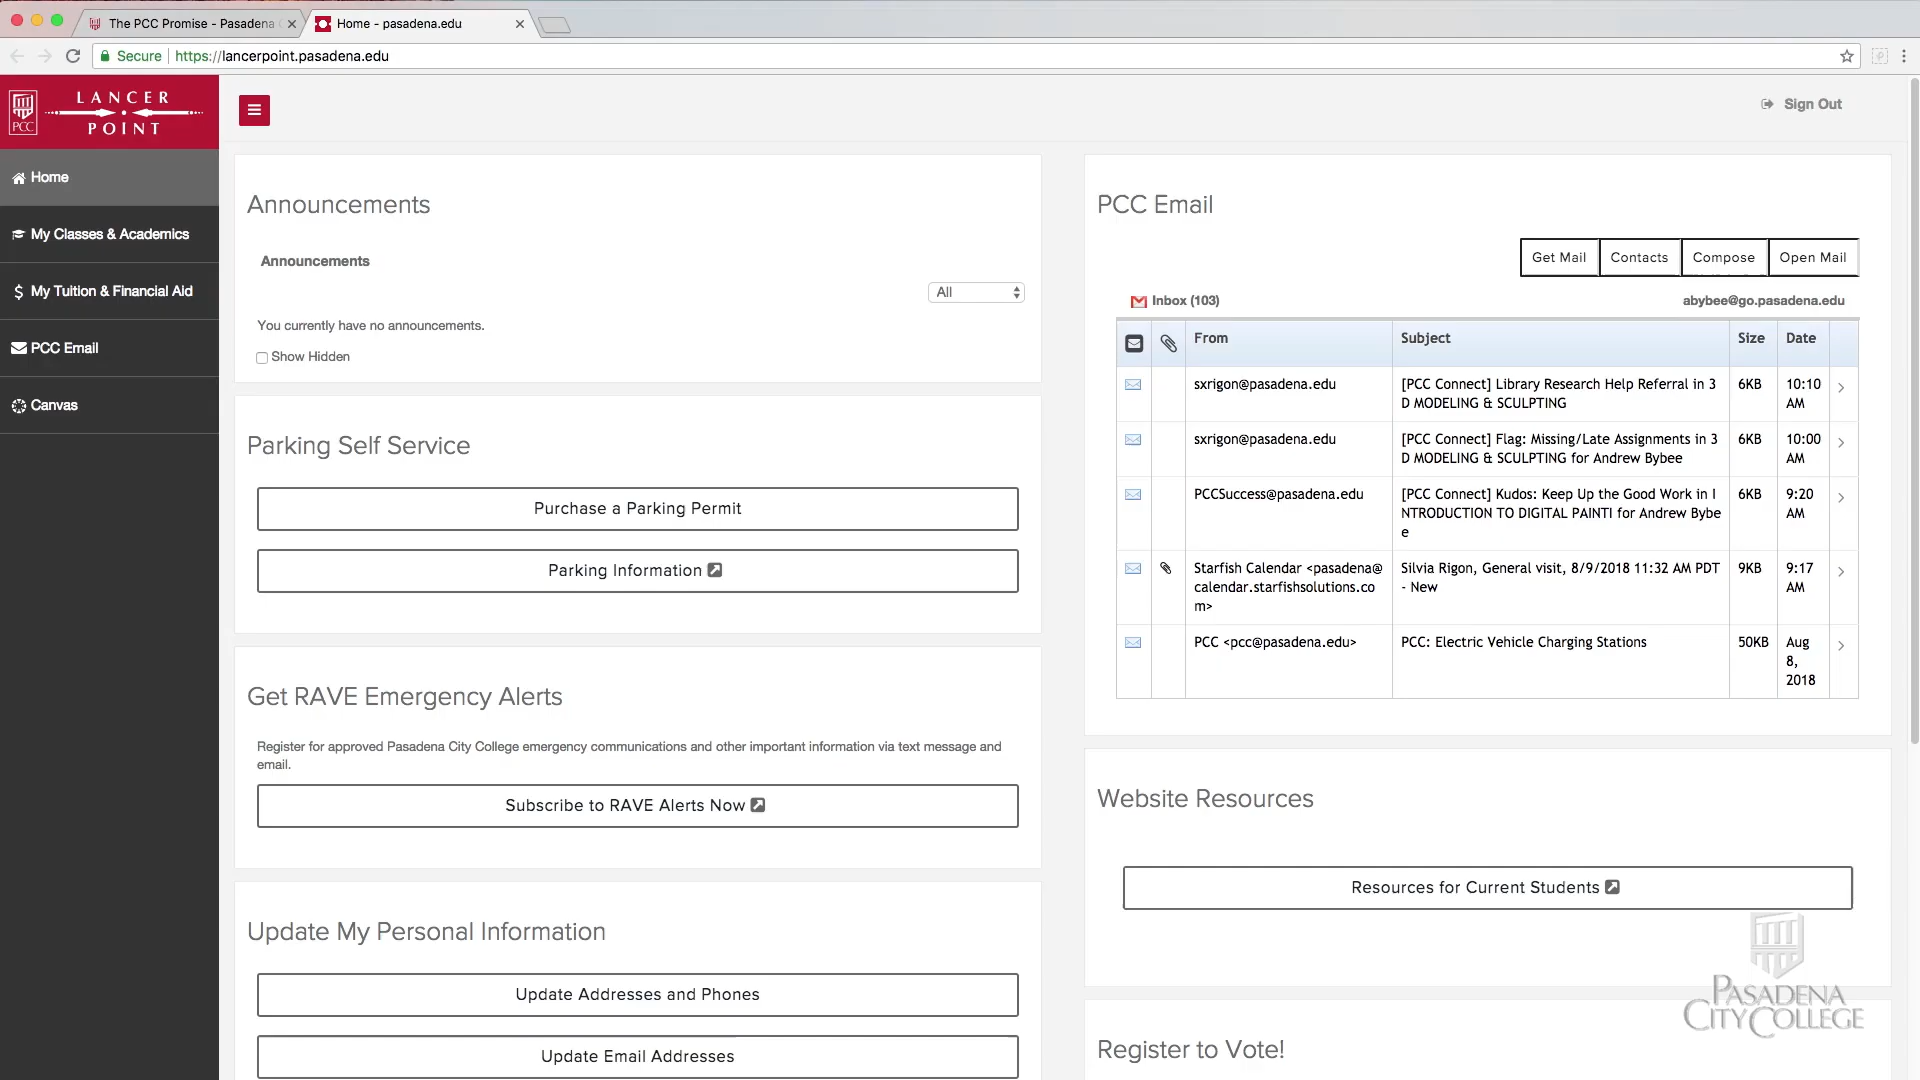 The PCC Promise - Pasadena
Home - pasadena.edu
Secure
https://lancerpoint.pasadena.edu
PCC
LANCER
POINT
Sign Out
Home
My Classes & Academics
My Tuition & Financial Aid
PCC Email
Canvas
Announcements
Announcements
All
You currently have no announcements.
Show Hidden
Parking Self Service
Purchase a Parking Permit
Parking Information
Get RAVE Emergency Alerts
Register for approved Pasadena City College emergency communications and other important information via text message and
email.
Subscribe to RAVE Alerts Now
Update My Personal Information
Update Addresses and Phones
Update Email Addresses
PCC Email
Get Mail
Contacts
Compose
Open Mail
Inbox (103)
abybee@go.pasadena.edu
From
Subject
Size
Date
sxrigon@pasadena.edu
[PCC Connect] Library Research Help Referral in 3
D MODELING & SCULPTING
6KB
10:10
AM
sxrigon@pasadena.edu
[PCC Connect] Flag: Missing/Late Assignments in 3
D MODELING & SCULPTING for Andrew Bybee
6KB
10:00
AM
PCCSuccess@pasadena.edu
[PCC Connect] Kudos: Keep Up the Good Work in I
NTRODUCTION TO DIGITAL PAINTI for Andrew Bybe
e
6KB
9:20
AM
Starfish Calendar <pasadena@
calendar.starfishsolutions.co
m>
Silvia Rigon, General visit, 8/9/2018 11:32 AM PDT
- New
9KB
9:17
AM
PCC <pcc@pasadena.edu>
PCC: Electric Vehicle Charging Stations
50KB
Aug
8,
2018
Website Resources
Resources for Current Students
PASADENA
CITY COLLEGE
Register to Vote!